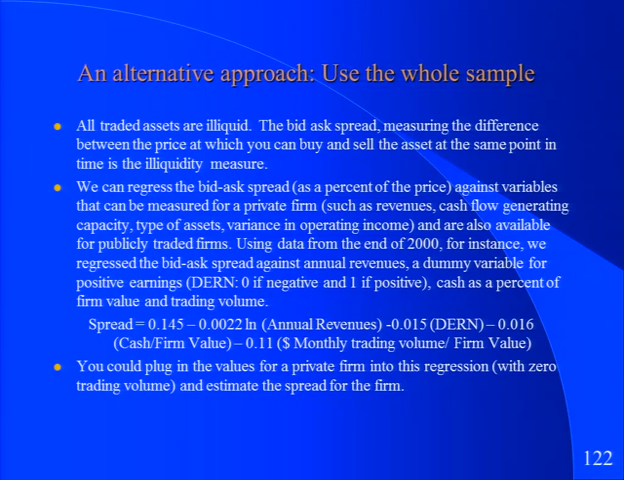 An alternative approach: Use the whole sample
All traded assets are illiquid. The bid ask spread, measuring the difference
between the price at which you can buy and sell the asset at the same point in
time is the illiquidity measure.
We can regress the bid-ask spread (as a percent of the price) against variables
that can be measured for a private firm (such as revenues, cash flow generating
capacity, type of assets, variance in operating income) and are also available
for publicly traded firms. Using data from the end of 2000, for instance, we
regressed the bid-ask spread against annual revenues, a dummy variable for
positive earnings (DERN: 0 if negative and 1 if positive), cash as a percent of
firm value and trading volume.
Spread = 0.145 – 0.0022 ln (Annual Revenues) -0.015 (DERN) – 0.016
(Cash/Firm Value) – 0.11 ($ Monthly trading volume/ Firm Value)
You could plug in the values for a private firm into this regression (with zero
trading volume) and estimate the spread for the firm.
122